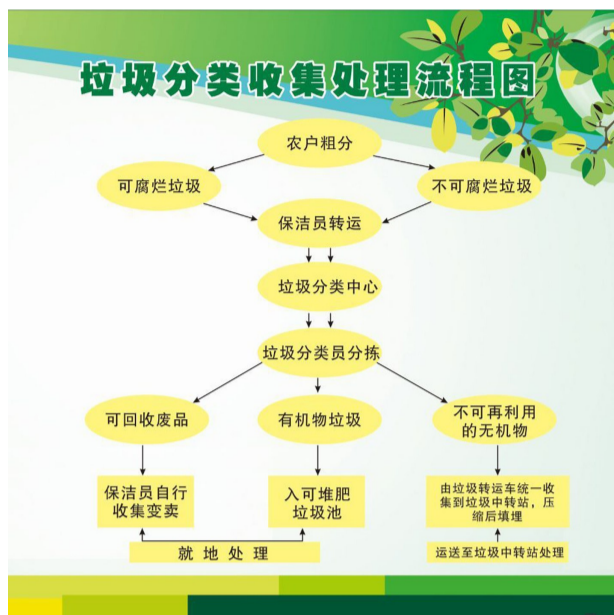 垃圾分类收集处理流程图
农户粗分
可腐烂垃圾
不可腐烂垃圾
保洁员转运
垃圾分类中心
垃圾分类员分拣
可回收废品
有机物垃圾
不可再利用
的无机物
保洁员自行
收集变卖
入可堆肥
垃圾池
由垃圾转运车统一收
集到垃圾中转站，压
缩后填埋
就地处理
运送至垃圾中转站处理